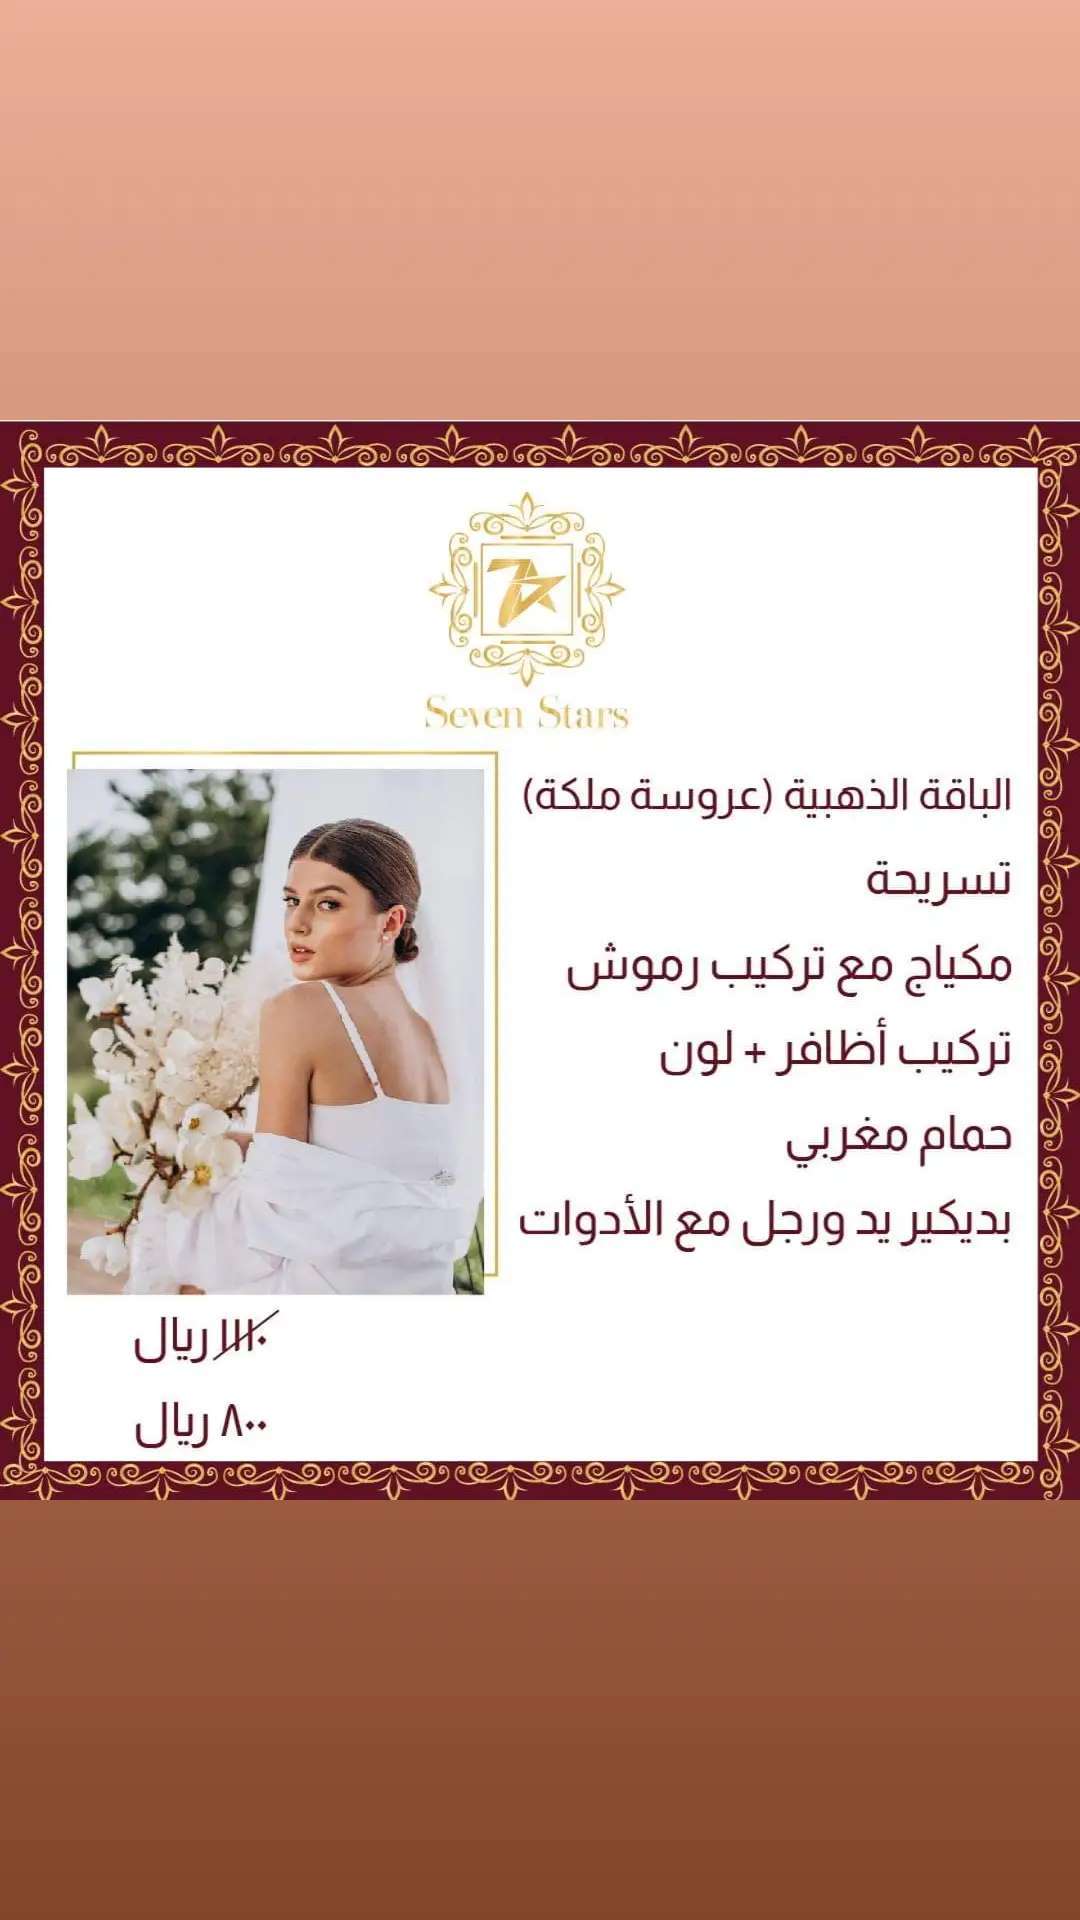 Seven Stars
الباقة الذهبية (عروسة ملكة)
تسريحة
مكياج مع تركيب رموش
تركيب أظافر + لون
حمام مغربي
بديكير يد ورجل مع الأدوات
١١١٠ ريال
٨٠٠ ريال